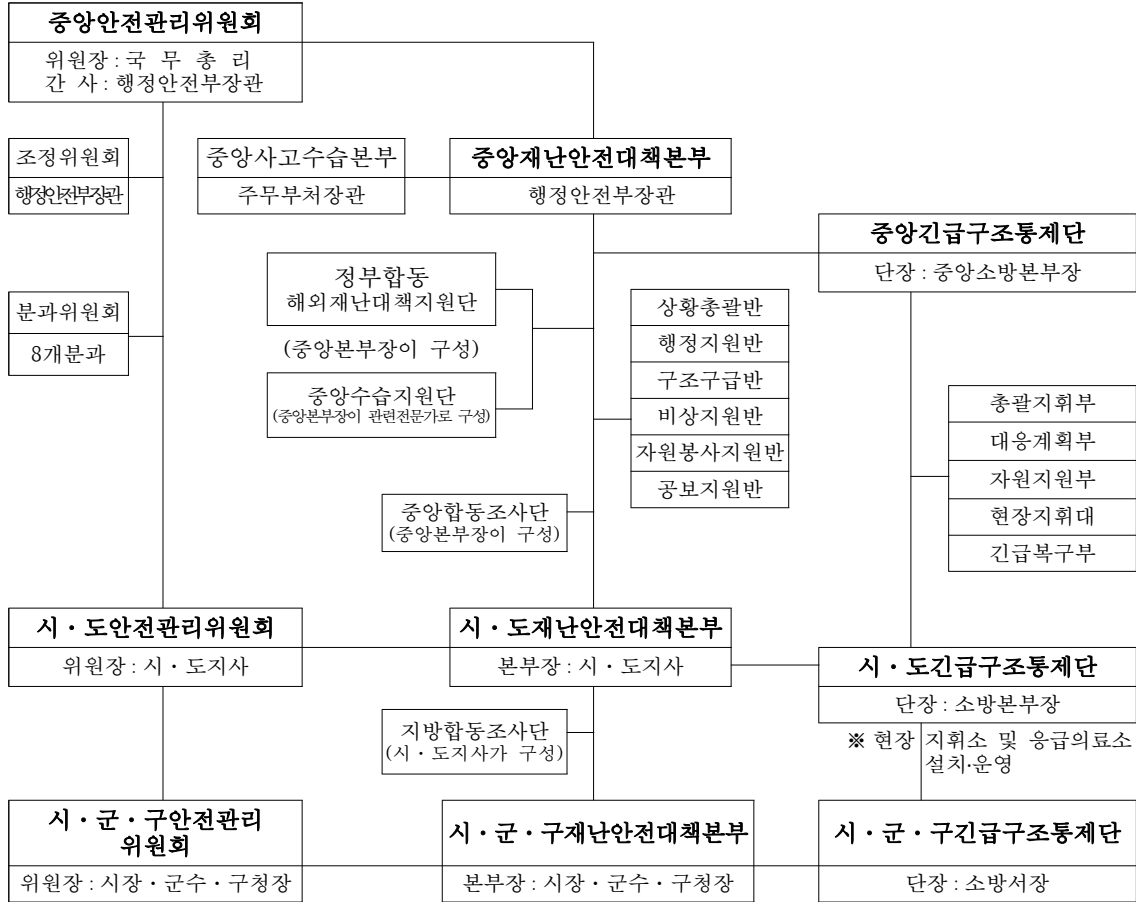 중앙안전관리위원회
위원장 : 국 무 총 리
간 사 : 행정안전부장관
조정위원회
행정안전부장관
중앙사고수습본부
주무부처장관
중앙재난안전대책본부
행정안전부장관
중앙긴급구조통제단
단장 : 중앙소방본부장
정부합동
해외재난대책지원단
(중앙본부장이 구성)
분과위원회
8개분과
중앙수습지원단
(중앙본부장이 관련전문가로 구성)
상황총괄반
행정지원반
구조구급반
비상지원반
자원봉사지원반
공보지원반
총괄지휘부
대응계획부
자원지원부
현장지휘대
긴급복구부
중앙합동조사단
(중앙본부장이 구성)
시·도안전관리위원회
위원장 : 시·도지사
시·도재난안전대책본부
본부장 : 시·도지사
시·도긴급구조통제단
단장 : 소방본부장
지방합동조사단
(시·도지사가 구성)
※ 현장 지휘소 및 응급의료소
설치·운영
시·군·구안전관리
위원회
위원장 : 시장·군수·구청장
시·군·구재난안전대책본부
본부장 : 시장·군수·구청장
시·군·구긴급구조통제단
단장 : 소방서장